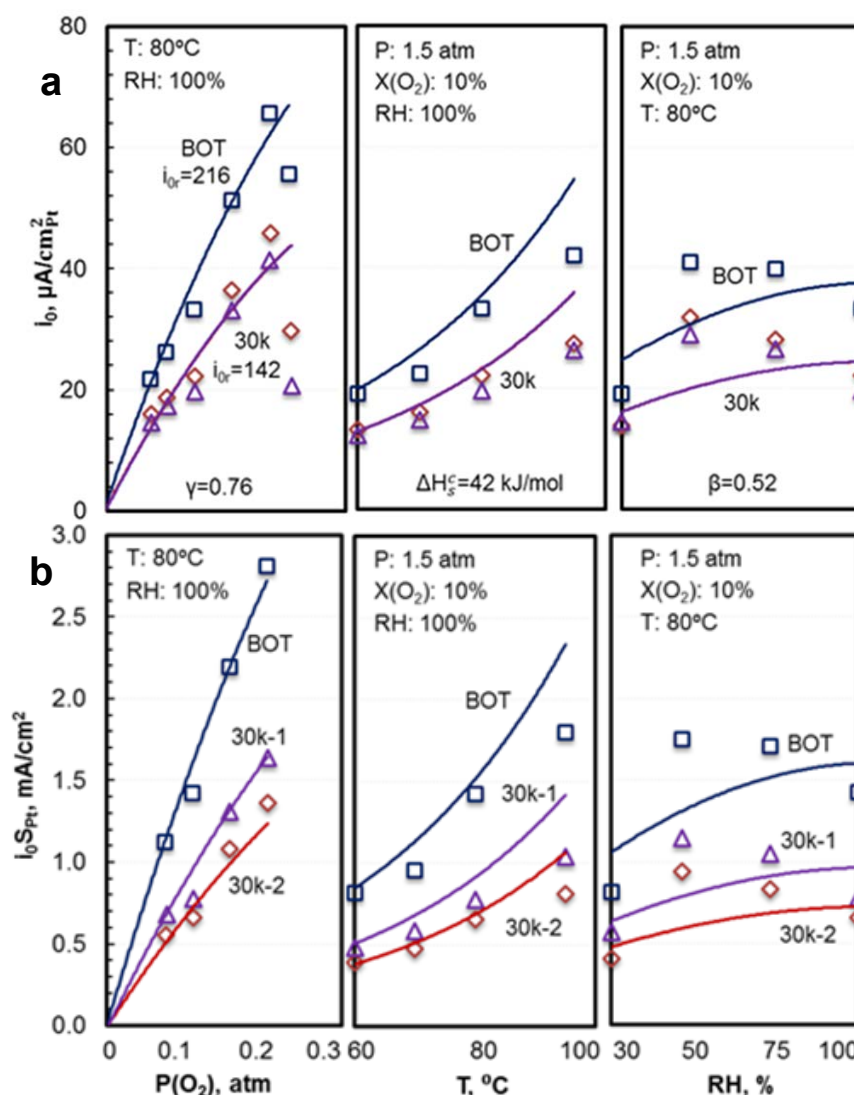 a
80
60
40
20
0
i₀, µA/cm²Pt
T: 80ºC
RH: 100%
BOT
i₀ᵣ=216
30k
i₀ᵣ=142
γ=0.76
P: 1.5 atm
X(O₂): 10%
RH: 100%
BOT
30k
ΔHₛᶜ=42 kJ/mol
P: 1.5 atm
X(O₂): 10%
T: 80ºC
BOT
30k
β=0.52
b
3.0
2.5
2.0
1.5
1.0
0.5
0.0
i₀SPt, mA/cm²
T: 80ºC
RH: 100%
BOT
30k-1
30k-2
P: 1.5 atm
X(O₂): 10%
RH: 100%
BOT
30k-1
30k-2
P: 1.5 atm
X(O₂): 10%
T: 80ºC
BOT
30k-1
30k-2
0 0.1 0.2 0.3
60 80 100
30 50 75 100
P(O₂), atm
T, ºC
RH, %